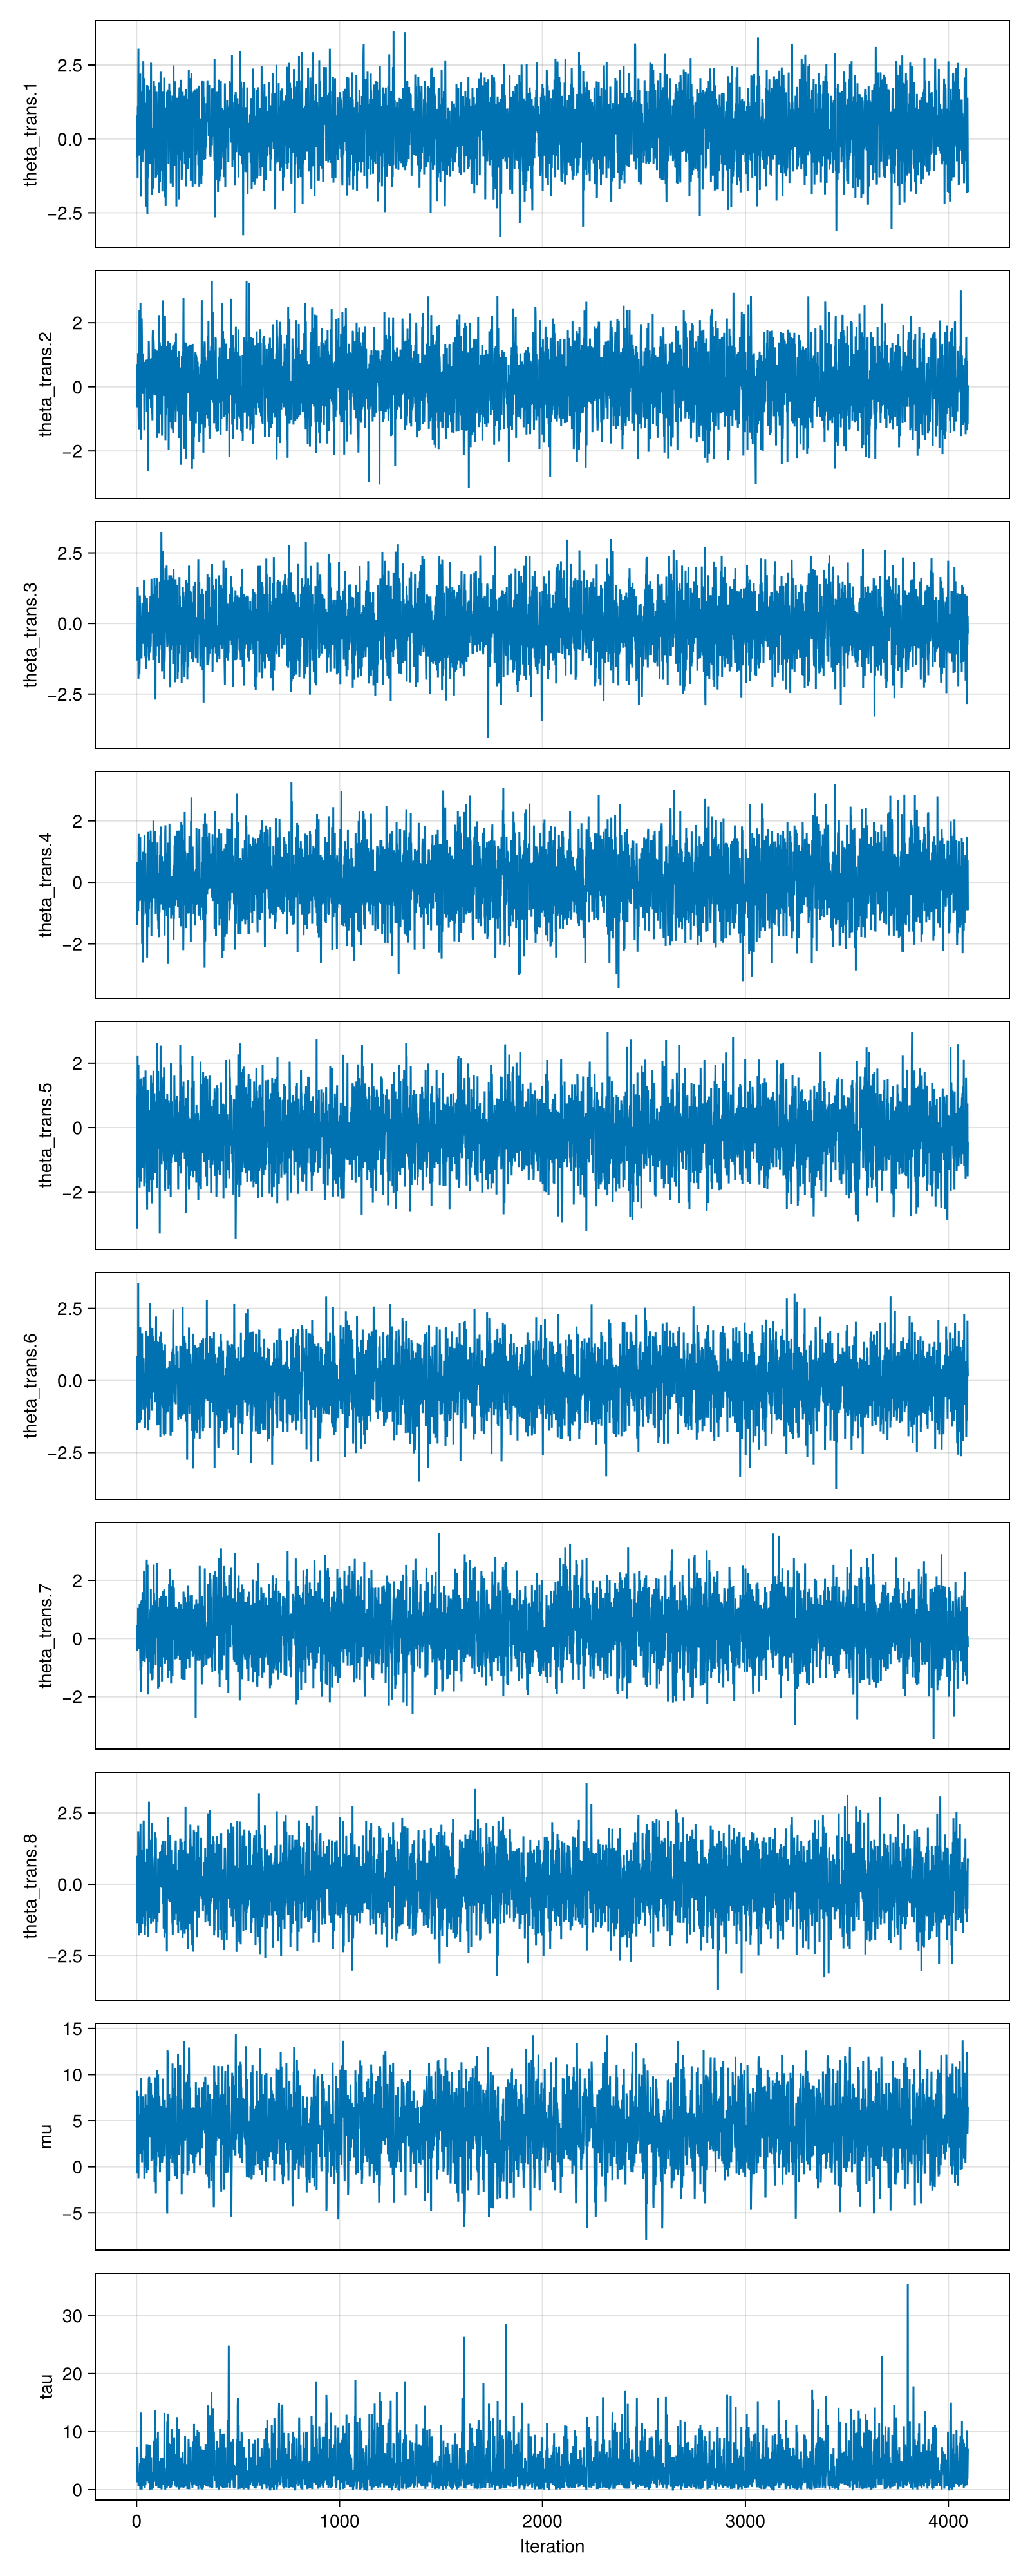 theta_trans.1
2.5
0.0
−2.5
theta_trans.2
2
0
−2
theta_trans.3
2.5
0.0
−2.5
theta_trans.4
2
0
−2
theta_trans.5
2
0
−2
theta_trans.6
2.5
0.0
−2.5
theta_trans.7
2
0
−2
theta_trans.8
2.5
0.0
−2.5
mu
15
10
5
0
−5
tau
30
20
10
0
0 1000 2000 3000 4000
Iteration